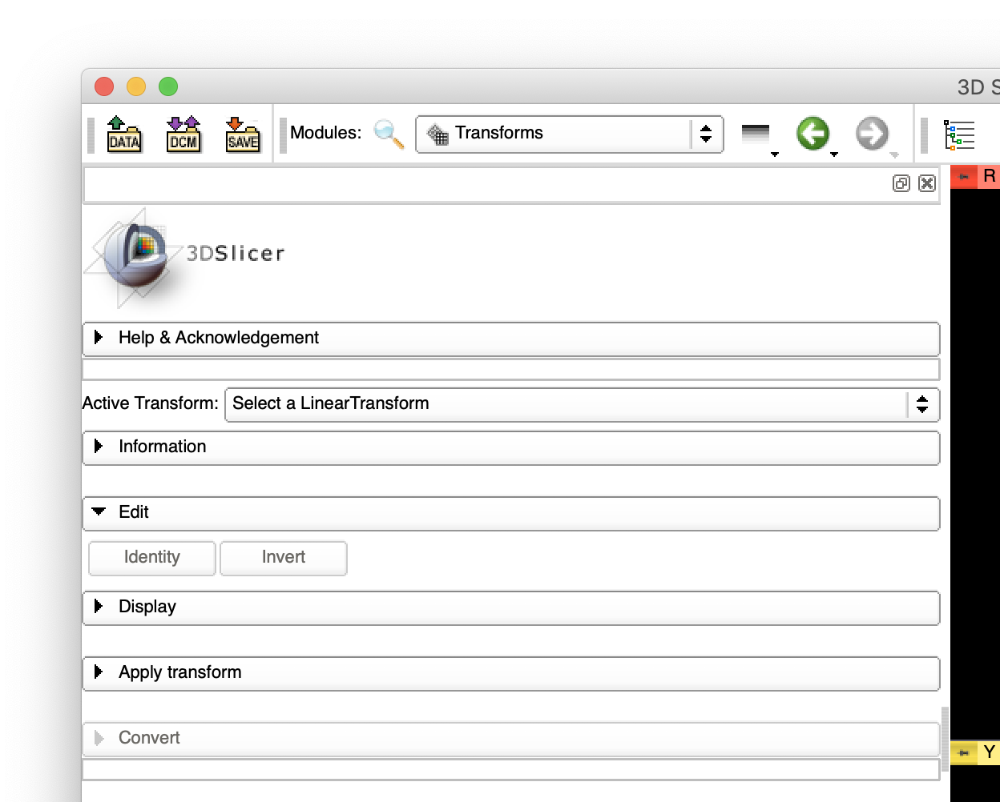 3D S
DATA DCM SAVE Modules: Transforms
R
3DSlicer
Help & Acknowledgement
Active Transform: Select a LinearTransform
Information
Edit
Identity Invert
Display
Apply transform
Convert
Y